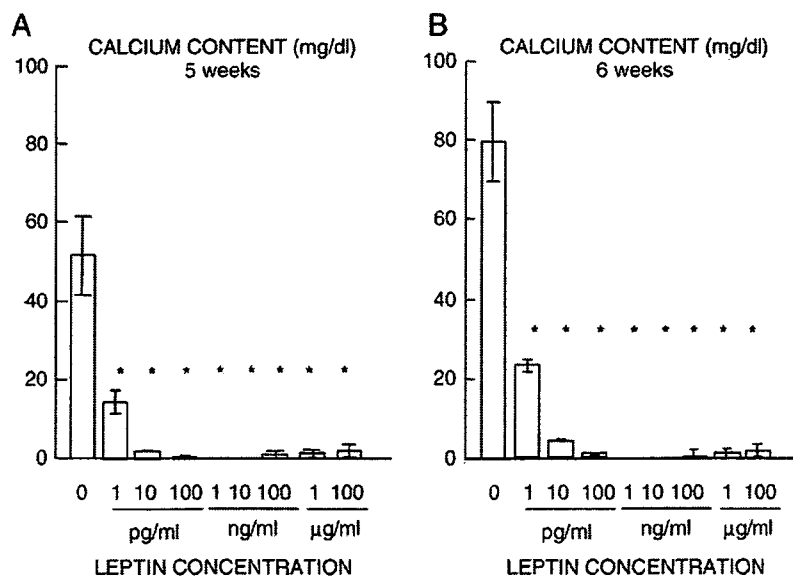 A
CALCIUM CONTENT (mg/dl)
5 weeks
100
80
60
40
20
0
* * * * * * * *
0 1 10 100 1 10 100 1 100
pg/ml ng/ml µg/ml
LEPTIN CONCENTRATION
B
CALCIUM CONTENT (mg/dl)
6 weeks
100
80
60
40
20
0
* * * * * * * *
0 1 10 100 1 10 100 1 100
pg/ml ng/ml µg/ml
LEPTIN CONCENTRATION